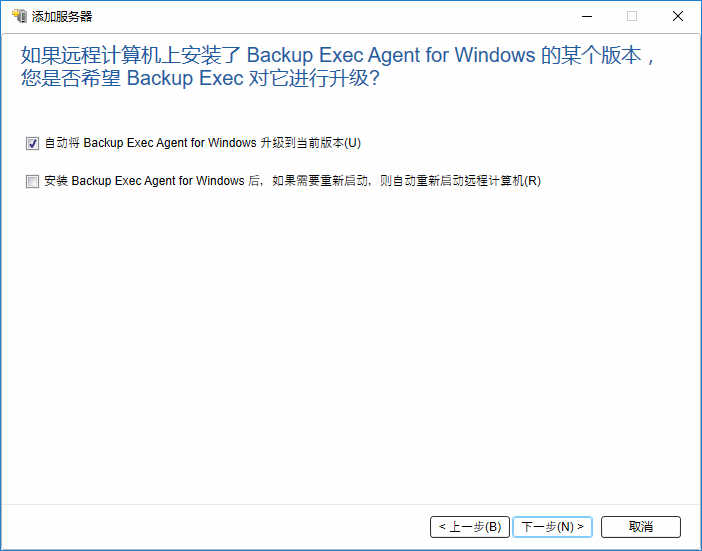 添加服务器
如果远程计算机上安装了 Backup Exec Agent for Windows 的某个版本，
您是否希望 Backup Exec 对它进行升级?
自动将 Backup Exec Agent for Windows 升级到当前版本(U)
安装 Backup Exec Agent for Windows 后，如果需要重新启动，则自动重新启动远程计算机(R)
< 上一步(B) 下一步(N) > 取消